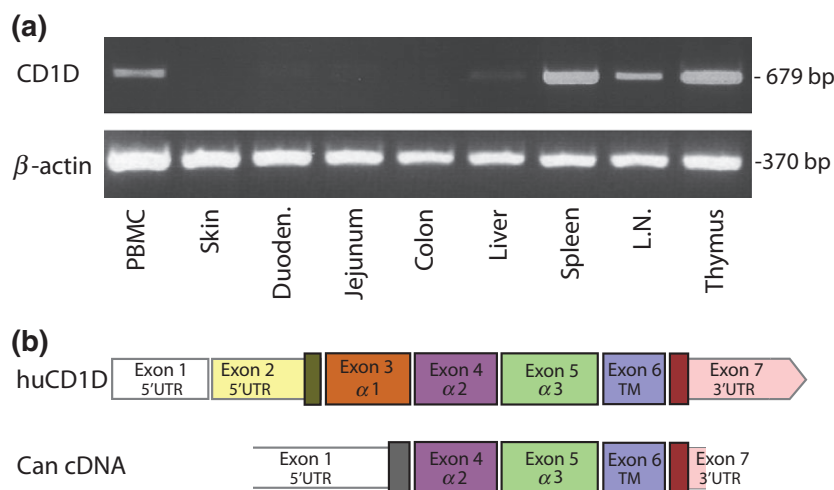 (a)
CD1D
- 679 bp
β-actin
-370 bp
PBMC
Skin
Duoden.
Jejunum
Colon
Liver
Spleen
L.N.
Thymus
(b)
huCD1D
Exon 1
5'UTR
Exon 2
5'UTR
Exon 3
α1
Exon 4
α2
Exon 5
α3
Exon 6
TM
Exon 7
3'UTR
Can cDNA
Exon 1
5'UTR
Exon 4
α2
Exon 5
α3
Exon 6
TM
Exon 7
3'UTR